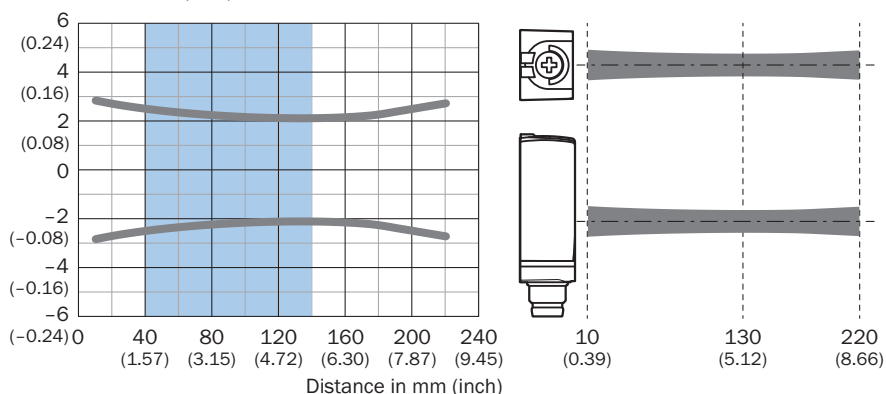 6
(0.24)
4
(0.16)
2
(0.08)
0
−2
(−0.08)
−4
(−0.16)
−6
(−0.24)
0 40 80 120 160 200 240
(1.57) (3.15) (4.72) (6.30) (7.87) (9.45)
Distance in mm (inch)
10 130 220
(0.39) (5.12) (8.66)